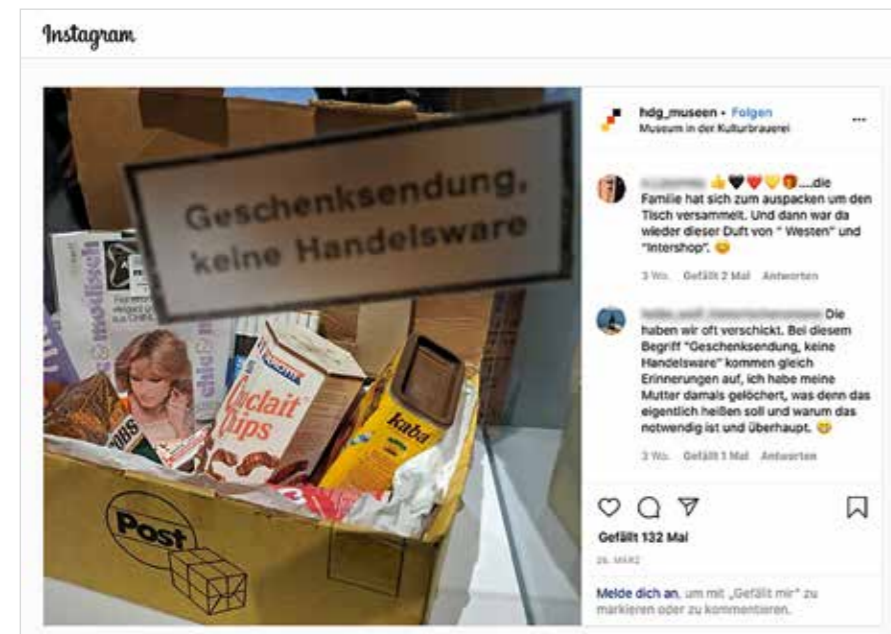 Instagram
Geschenksendung,
keine Handelsware
chic & modisch
kaba
Post
hdg_museen • Folgen
Museum in der Kulturbrauerei
....die
Familie hat sich zum auspacken um den
Tisch versammelt. Und dann war da
wieder dieser Duft von " Westen" und
"Intershop". 😊
3 Wo. Gefällt 2 Mal Antworten
Die
haben wir oft verschickt. Bei diesem
Begriff "Geschenksendung, keine
Handelsware" kommen gleich
Erinnerungen auf, ich habe meine
Mutter damals gelöchert, was denn das
eigentlich heißen soll und warum das
notwendig ist und überhaupt. 😁
3 Wo. Gefällt 1 Mal Antworten
Gefällt 132 Mal
26. MÄRZ
Melde dich an, um mit „Gefällt mir" zu
markieren oder zu kommentieren.